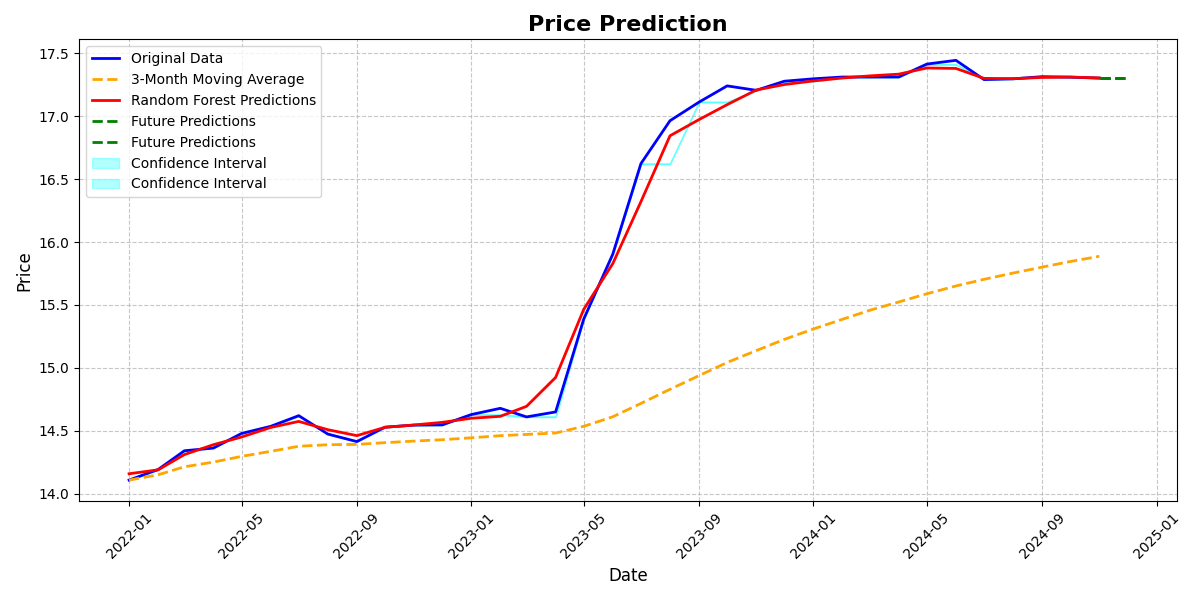 Price Prediction
Original Data
3-Month Moving Average
Random Forest Predictions
Future Predictions
Future Predictions
Confidence Interval
Confidence Interval
Price
17.5
17.0
16.5
16.0
15.5
15.0
14.5
14.0
2022-01
2022-05
2022-09
2023-01
2023-05
2023-09
2024-01
2024-05
2024-09
2025-01
Date